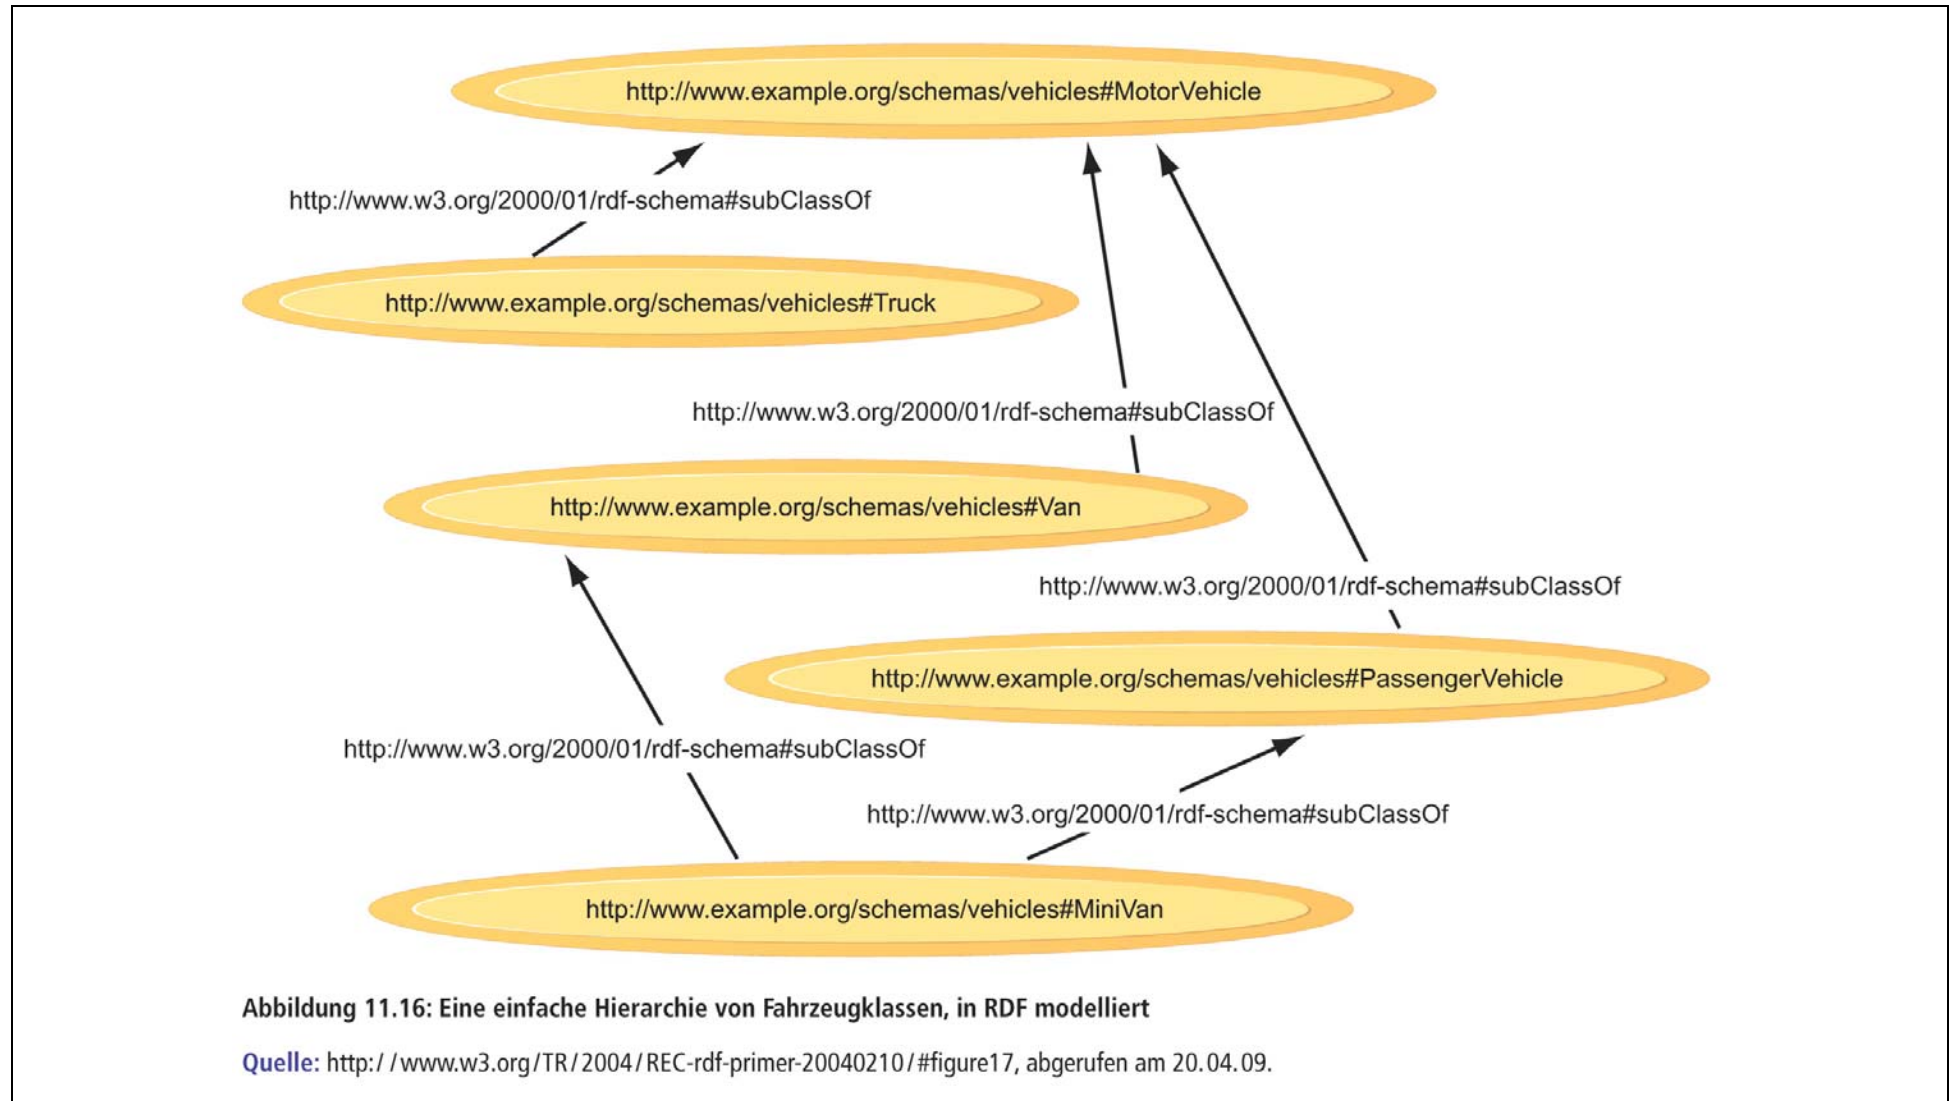 http://www.example.org/schemas/vehicles#MotorVehicle
http://www.w3.org/2000/01/rdf-schema#subClassOf
http://www.example.org/schemas/vehicles#Truck
http://www.w3.org/2000/01/rdf-schema#subClassOf
http://www.example.org/schemas/vehicles#Van
http://www.w3.org/2000/01/rdf-schema#subClassOf
http://www.example.org/schemas/vehicles#PassengerVehicle
http://www.w3.org/2000/01/rdf-schema#subClassOf
http://www.w3.org/2000/01/rdf-schema#subClassOf
http://www.example.org/schemas/vehicles#MiniVan
Abbildung 11.16: Eine einfache Hierarchie von Fahrzeugklassen, in RDF modelliert
Quelle: http://www.w3.org/TR/2004/REC-rdf-primer-20040210/#figure17, abgerufen am 20.04.09.